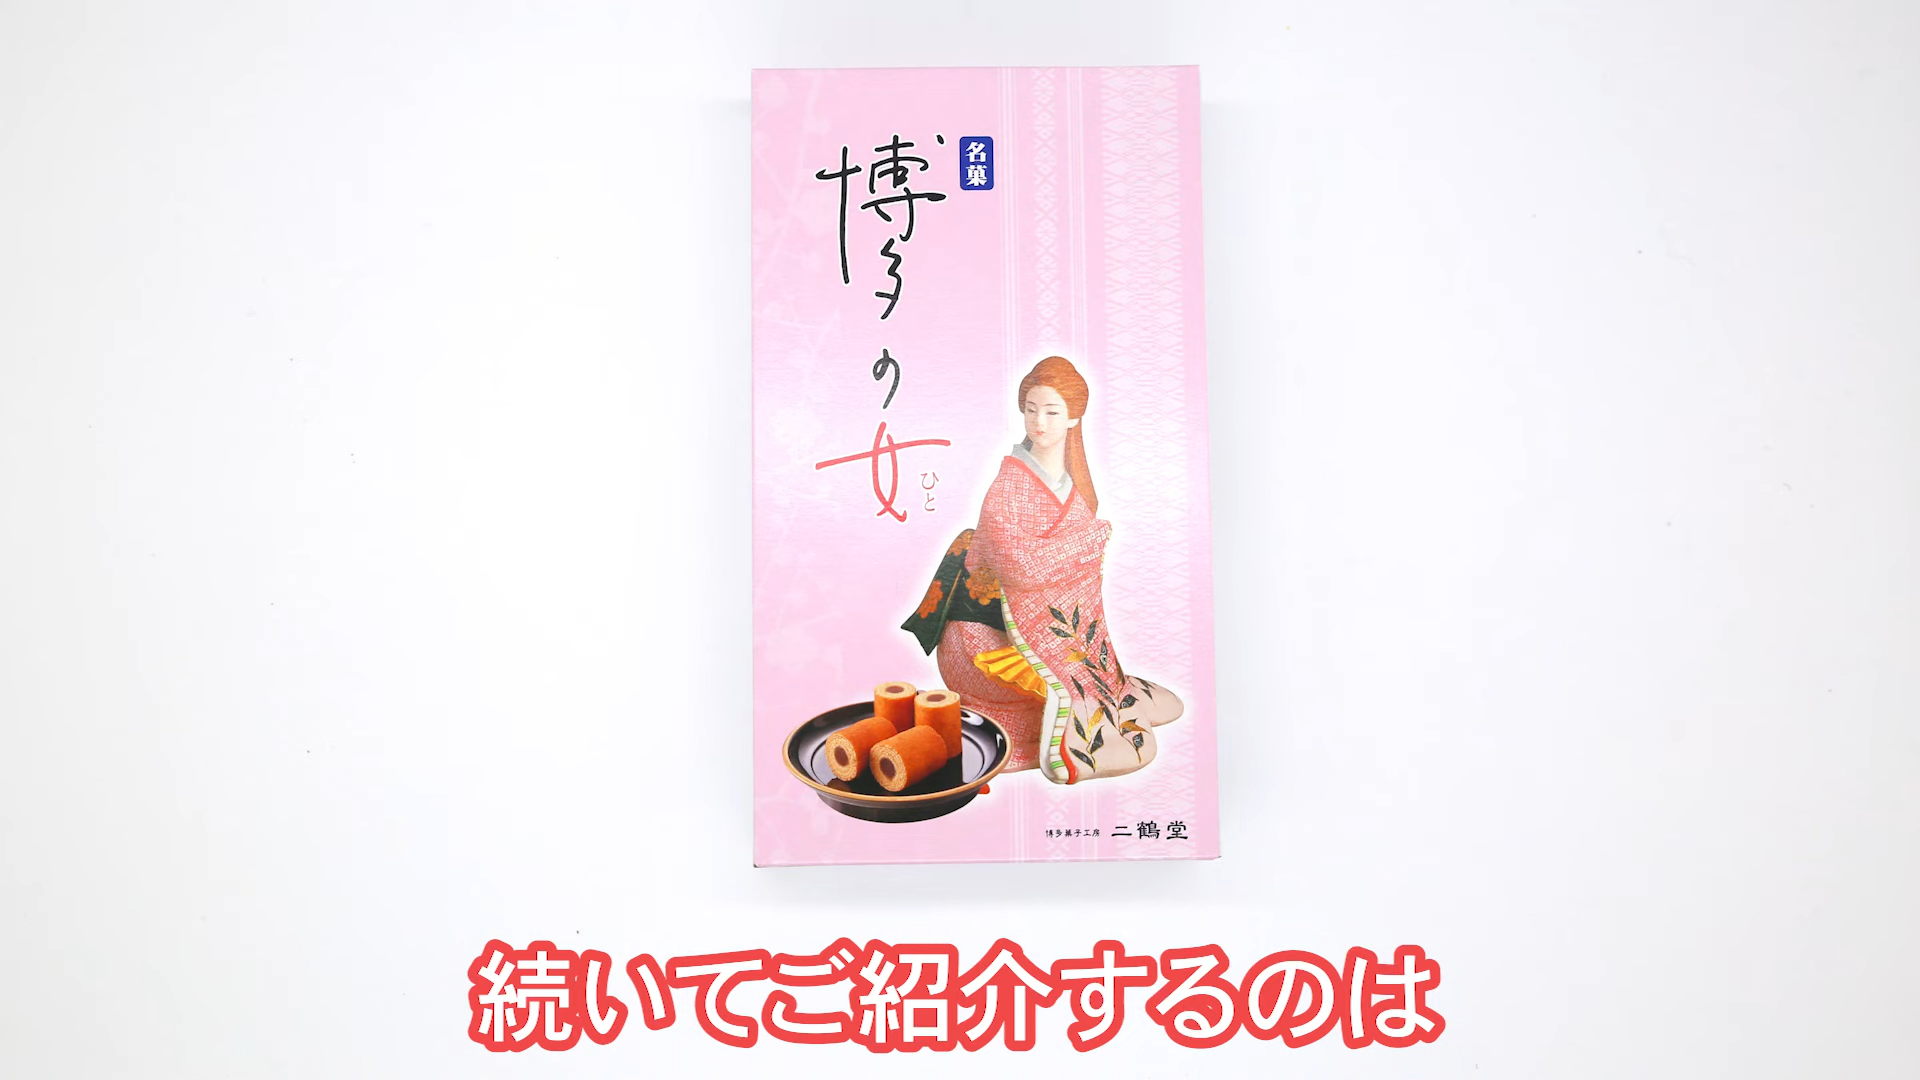 名菓
博多の女
ひと
博多菓子工房 二鶴堂
続いてご紹介するのは